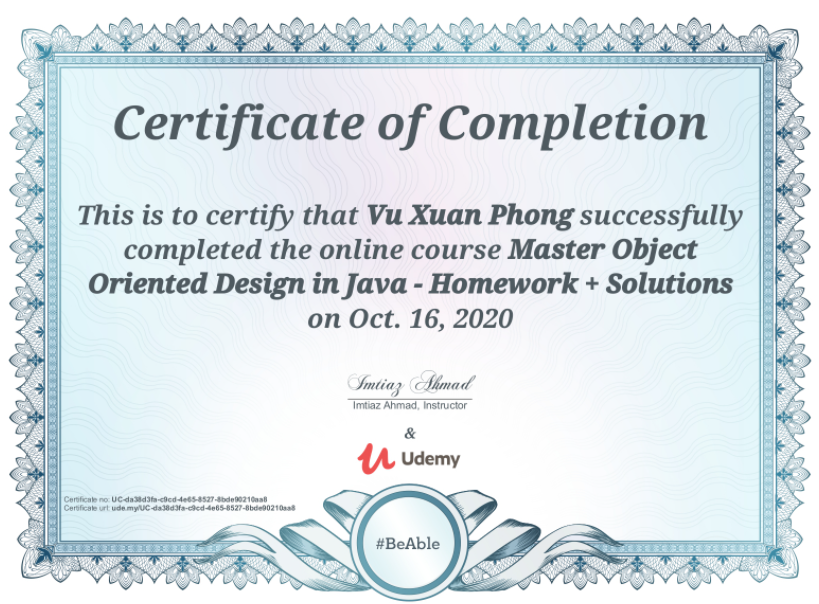 Certificate of Completion
This is to certify that Vu Xuan Phong successfully
completed the online course Master Object
Oriented Design in Java - Homework + Solutions
on Oct. 16, 2020
Imtiaz Ahmad
Imtiaz Ahmad, Instructor
&
Udemy
Certificate no: UC-da38d3fa-c9cd-4e65-8527-8bde90210aa8
Certificate url: ude.my/UC-da38d3fa-c9cd-4e65-8527-8bde90210aa8
#BeAble